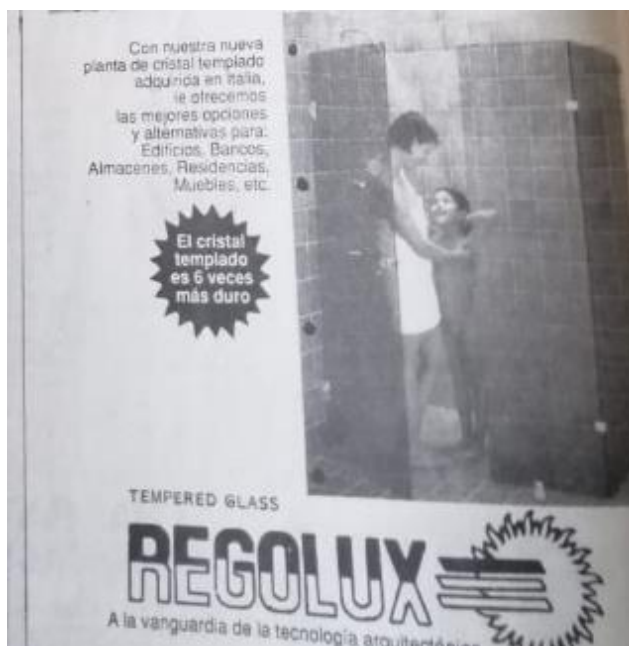 Con nuestra nueva
planta de cristal templado
adquirida en Italia,
le ofrecemos
las mejores opciones
y alternativas para:
Edificios, Bancos,
Almacenes, Residencias,
Muebles, etc.
El cristal
templado
es 6 veces
más duro
TEMPERED GLASS
REGOLUX
A la vanguardia de la tecnología arquitectónica